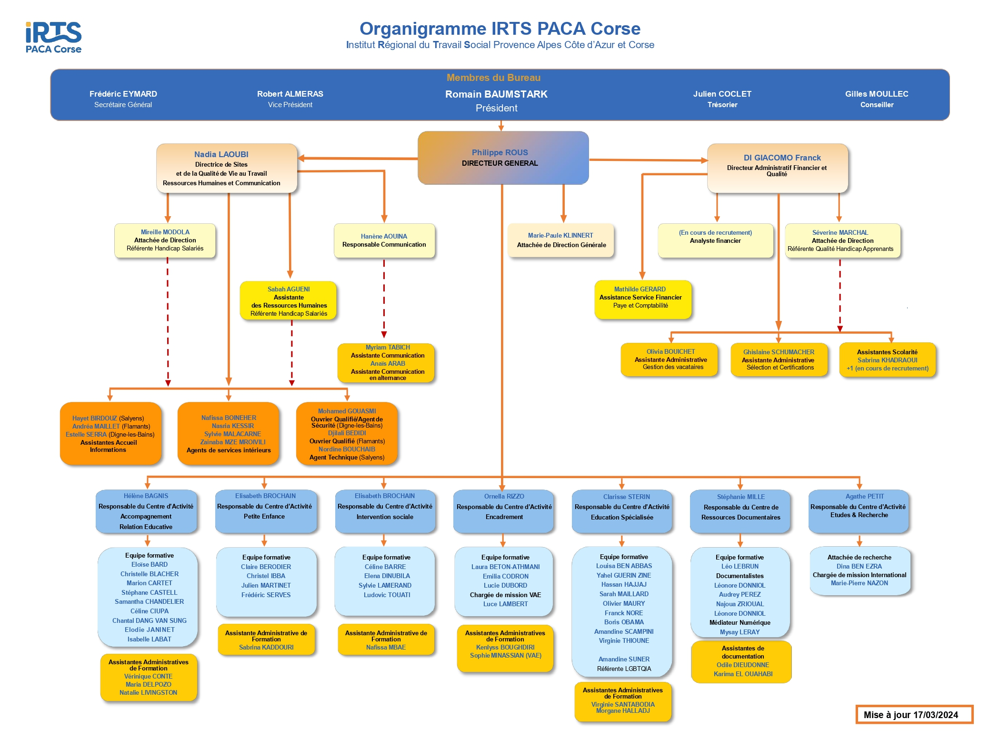 iRTS
PACA Corse
Organigramme IRTS PACA Corse
Institut Régional du Travail Social Provence Alpes Côte d'Azur et Corse
Membres du Bureau
Frédéric EYMARD
Secrétaire Général
Robert ALMERAS
Vice Président
Romain BAUMSTARK
Président
Julien COCLET
Trésorier
Gilles MOULLEC
Conseiller
Philippe ROUS
DIRECTEUR GENERAL
Nadia LAOUBI
Directrice de Sites
et de la Qualité de Vie au Travail
Ressources Humaines et Communication
DI GIACOMO Franck
Directeur Administratif Financier et
Qualité
Mireille MODOLA
Attachée de Direction
Référente Handicap Salariés
Hanène AOUINA
Responsable Communication
Marie-Paule KLINNERT
Attachée de Direction Générale
(En cours de recrutement)
Analyste financier
Séverine MARCHAL
Attachée de Direction
Référente Qualité Handicap Apprenants
Sabah AGUENI
Assistante
des Ressources Humaines
Référente Handicap Salariés
Mathilde GERARD
Assistance Service Financier
Paye et Comptabilité
Myriam TABICH
Assistante Communication
Anaïs ARAB
Assistante Communication
en alternance
Olivia BOUICHET
Assistante Administrative
Gestion des vacataires
Ghislaine SCHUMACHER
Assistante Administrative
Sélection et Certifications
Assistantes Scolarité
Sabrina KHADRAOUI
+1 (en cours de recrutement)
Hayet BIRDOUZ (Salyens)
Andréa MAILLET (Flamants)
Estelle SERRA (Digne-les-Bains)
Assistantes Accueil
Informations
Nafissa BOINEHER
Nasria KESSIR
Sylvie MALACARNE
Zainaba MZE MROIVILI
Agents de services intérieurs
Mohamed GOUASMI
Ouvrier Qualifié/Agent de
Sécurité (Digne-les-Bains)
Djilali BEDIDI
Ouvrier Qualifié (Flamants)
Nordine BOUCHAIB
Agent Technique (Salyens)
Hélène BAGNIS
Responsable du Centre d'Activité
Accompagnement
Relation Educative
Elisabeth BROCHAIN
Responsable du Centre d'Activité
Petite Enfance
Elisabeth BROCHAIN
Responsable du Centre d'Activité
Intervention sociale
Ornella RIZZO
Responsable du Centre d'Activité
Encadrement
Clarisse STERIN
Responsable du Centre d'Activité
Education Spécialisée
Stéphanie MILLE
Responsable du Centre de
Ressources Documentaires
Agathe PETIT
Responsable du Centre d'Activité
Etudes & Recherche
Equipe formative
Eloïse BARD
Christelle BLACHER
Marion CARTET
Stéphane CASTELL
Samantha CHANDELIER
Céline CIUPA
Chantal DANG VAN SUNG
Elodie JANINET
Isabelle LABAT
Equipe formative
Claire BERODIER
Christel IBBA
Julien MARTINET
Frédéric SERVES
Equipe formative
Céline BARRE
Elena DINUBILA
Sylvie LAMERAND
Ludovic TOUATI
Equipe formative
Laura BETON-ATHMANI
Emilia CODRON
Lucie DUBORD
Chargée de mission VAE
Luce LAMBERT
Equipe formative
Louisa BEN ABBAS
Yahel GUERIN ZINE
Hassan HAJJAJ
Sarah MAILLARD
Olivier MAURY
Franck NORE
Boris OBAMA
Amandine SCAMPINI
Virginie THIOUNE
Amandine SUNER
Référente LGBTQIA
Equipe formative
Léo LEBRUN
Documentalistes
Léonore DONNIOL
Audrey PEREZ
Najoua ZRIOUAL
Léonore DONNIOL
Médiateur Numérique
Mysay LERAY
Attachée de recherche
Dina BEN EZRA
Chargée de mission International
Marie-Pierre NAZON
Assistantes Administratives
de Formation
Vérinique CONTE
Maria DELPOZO
Natalie LIVINGSTON
Assistante Administrative de
Formation
Sabrina KADDOURI
Assistante Administrative de
Formation
Nafissa MBAE
Assistantes Administratives
de Formation
Kenlyss BOUGHDIRI
Sophie MINASSIAN (VAE)
Assistantes Administratives
de Formation
Virginie SANTABODIA
Morgane HALLADJ
Assistantes de
documentation
Odile DIEUDONNE
Karima EL OUAHABI
Mise à jour 17/03/2024